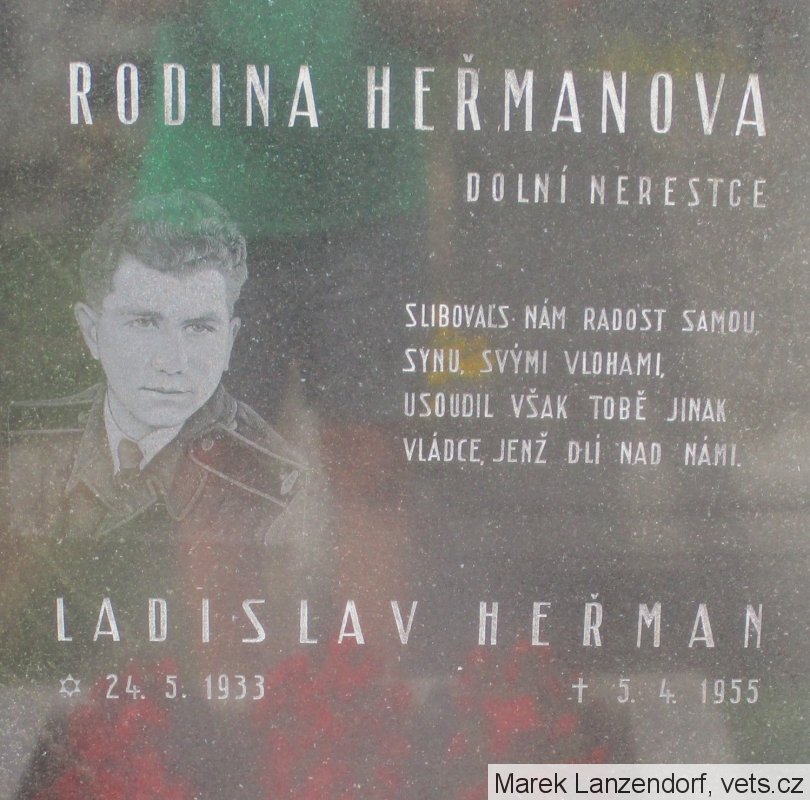 RODINA HEŘMANOVA
DOLNÍ NERESTCE
SLIBOVAĽS NÁM RADOST SAMOU,
SYNU, SVÝMI VLOHAMI,
USOUDIL VŠAK TOBĚ JINAK
VLÁDCE, JENŽ DLÍ NAD NÁMI.
LADISLAV HEŘMAN
✡ 24. 5. 1933 † 5. 4. 1955
Marek Lanzendorf, vets.cz